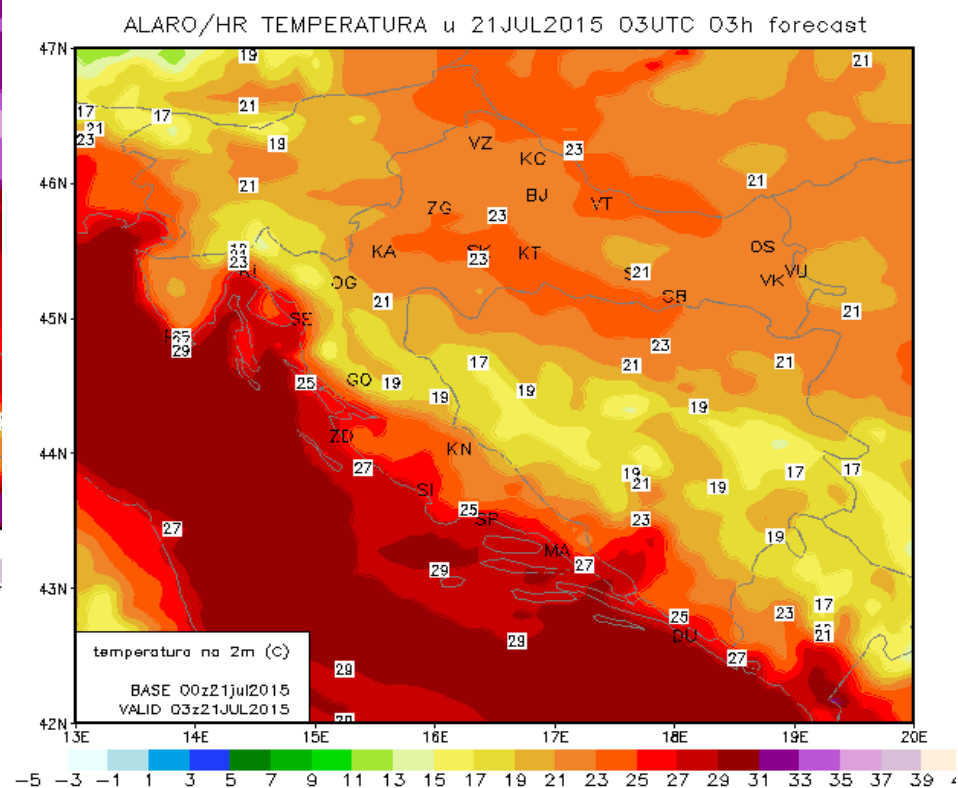 ALARO/HR TEMPERATURA u 21JUL2015 03UTC 03h forecast
47N
19
21
17
21
17
21
23
19
VZ
KC
23
46N
21
21
BJ
VT
ZG
23
KA
SK
KT
23
OS
23
OG
21
VK
VU
SB
21
21
45N
SE
29
23
21
21
17
25
GO
19
19
19
19
44N
ZD
KN
27
19
21
17
17
19
SI
25
SP
23
27
19
MA
27
43N
29
17
25
23
DU
21
29
27
29
temperatura na 2m (C)
BASE 00z21jul2015
VALID 03z21JUL2015
42N
13E
14E
15E
16E
17E
18E
19E
20E
−5 −3 −1 1 3 5 7 9 11 13 15 17 19 21 23 25 27 29 31 33 35 37 39